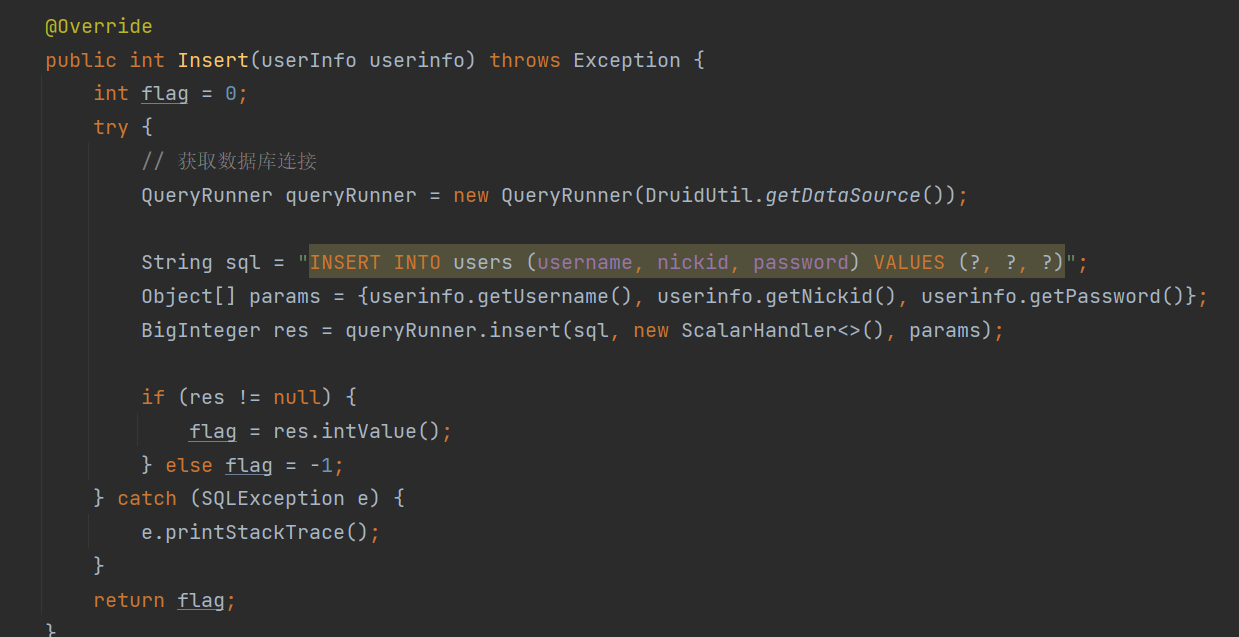 @Override
public int Insert(userInfo userinfo) throws Exception {
int flag = 0;
try {
// 获取数据库连接
QueryRunner queryRunner = new QueryRunner(DruidUtil.getDataSource());
String sql = "INSERT INTO users (username, nickid, password) VALUES (?, ?, ?)";
Object[] params = {userinfo.getUsername(), userinfo.getNickid(), userinfo.getPassword()};
BigInteger res = queryRunner.insert(sql, new ScalarHandler<>(), params);
if (res != null) {
flag = res.intValue();
} else flag = -1;
} catch (SQLException e) {
e.printStackTrace();
}
return flag;
}